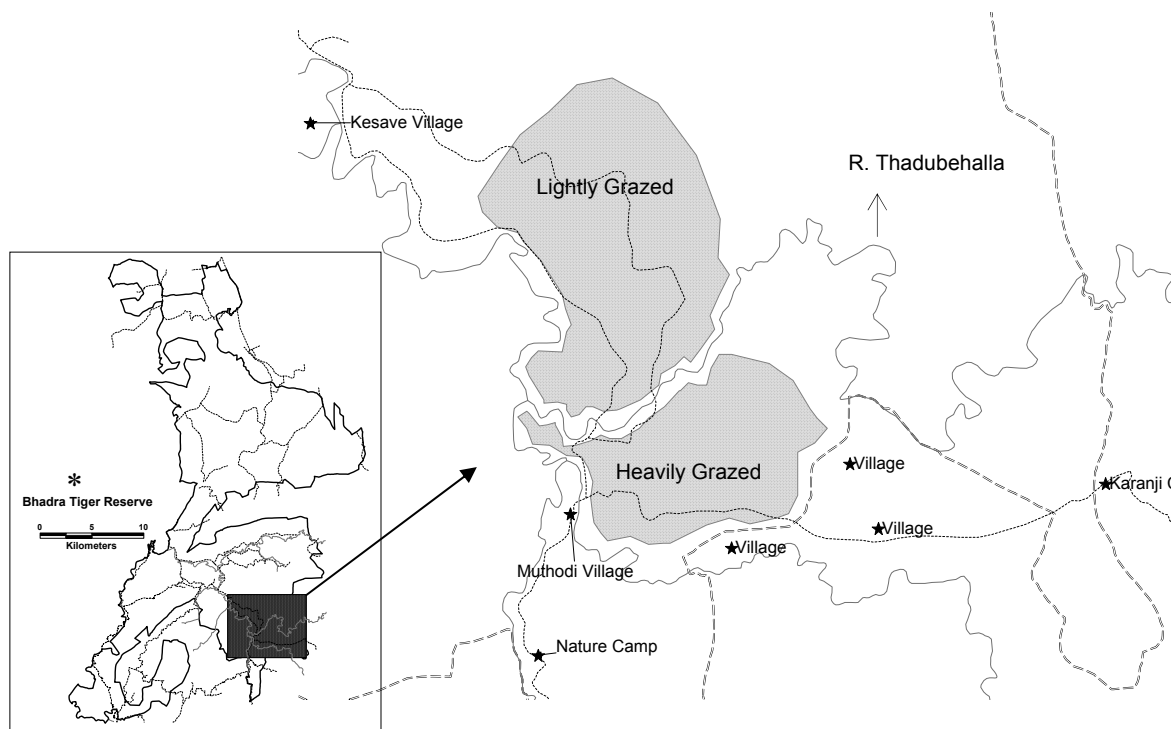 Kesave Village
Lightly Grazed
R. Thadubehalla
Heavily Grazed
Village
Karanji
Village
Village
Muthodi Village
Nature Camp
*
Bhadra Tiger Reserve
0 5 10
Kilometers